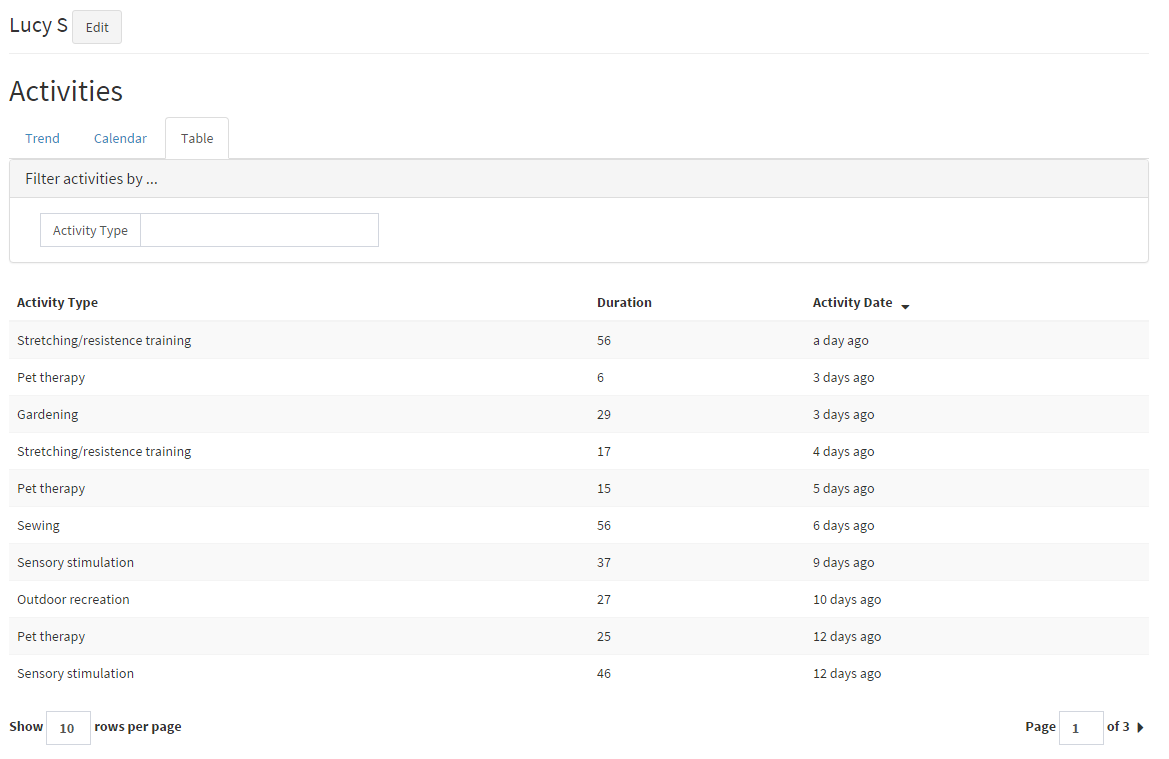 Lucy S Edit
Activities
Trend Calendar Table
Filter activities by ...
Activity Type
Activity Type Duration Activity Date
Stretching/resistence training 56 a day ago
Pet therapy 6 3 days ago
Gardening 29 3 days ago
Stretching/resistence training 17 4 days ago
Pet therapy 15 5 days ago
Sewing 56 6 days ago
Sensory stimulation 37 9 days ago
Outdoor recreation 27 10 days ago
Pet therapy 25 12 days ago
Sensory stimulation 46 12 days ago
Show 10 rows per page Page 1 of 3